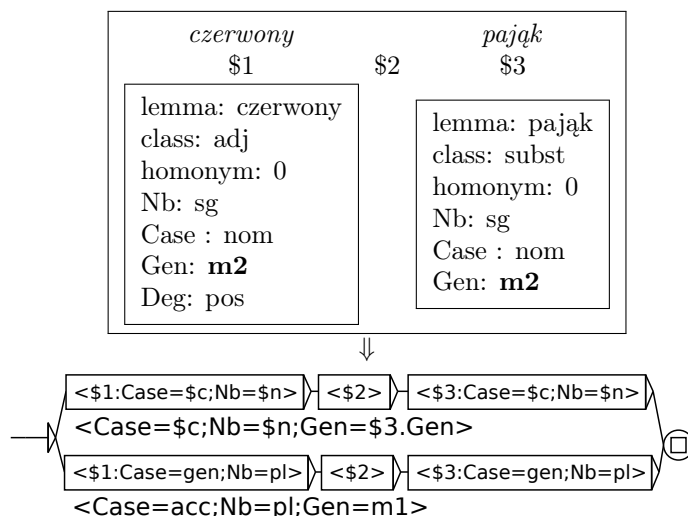 czerwony pająk
$1 $2 $3
lemma: czerwony
class: adj
homonym: 0
Nb: sg
Case : nom
Gen: m2
Deg: pos
lemma: pająk
class: subst
homonym: 0
Nb: sg
Case : nom
Gen: m2
⇓
<$1:Case=$c;Nb=$n> <$2> <$3:Case=$c;Nb=$n>
<Case=$c;Nb=$n;Gen=$3.Gen>
<$1:Case=gen;Nb=pl> <$2> <$3:Case=gen;Nb=pl>
<Case=acc;Nb=pl;Gen=m1>